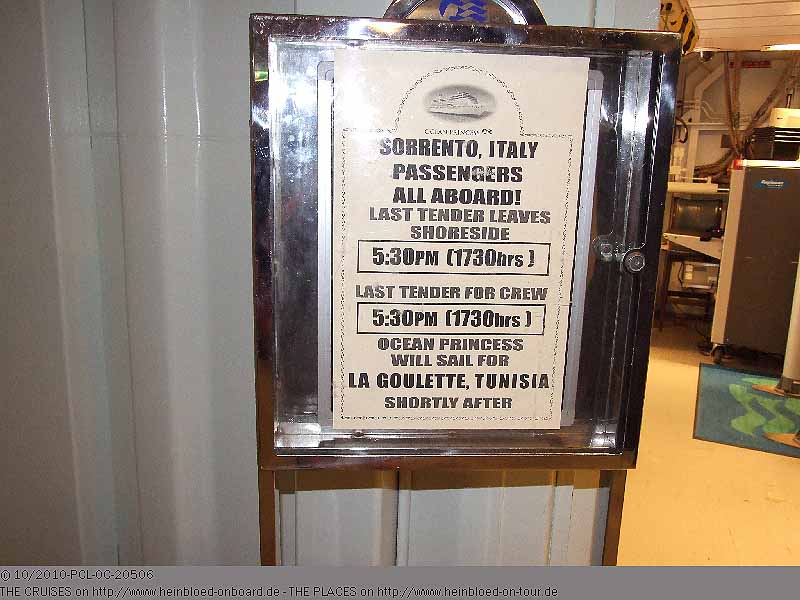 OCEAN PRINCESS
SORRENTO, ITALY
PASSENGERS
ALL ABOARD!
LAST TENDER LEAVES
SHORESIDE
5:30PM (1730hrs )
LAST TENDER FOR CREW
5:30PM (1730hrs )
OCEAN PRINCESS
WILL SAIL FOR
LA GOULETTE, TUNISIA
SHORTLY AFTER
© 10/2010-PCL-OC-20506
THE CRUISES on http://www.heinbloed-onboard.de - THE PLACES on http://www.heinbloed-on-tour.de